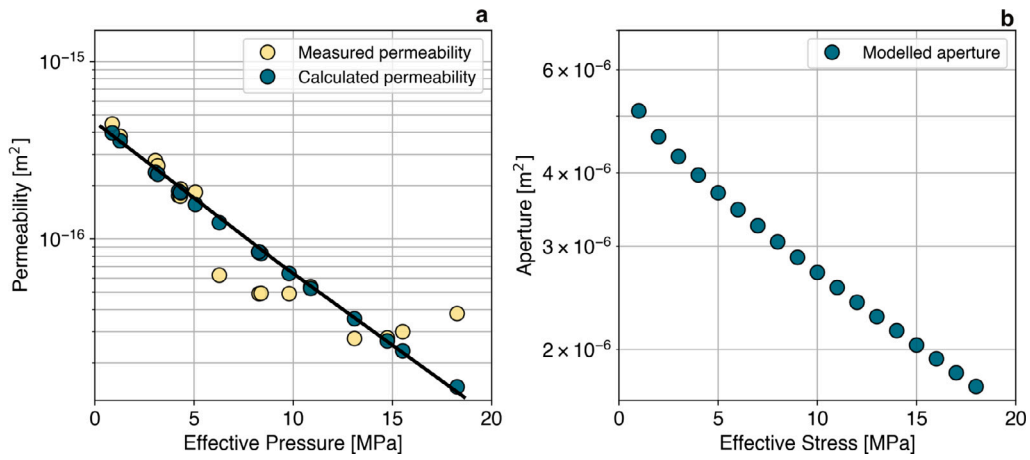 a
Measured permeability
Calculated permeability
10⁻¹⁵
10⁻¹⁶
Permeability [m²]
0 5 10 15 20
Effective Pressure [MPa]
b
Modelled aperture
6 × 10⁻⁶
4 × 10⁻⁶
3 × 10⁻⁶
2 × 10⁻⁶
Aperture [m²]
0 5 10 15 20
Effective Stress [MPa]